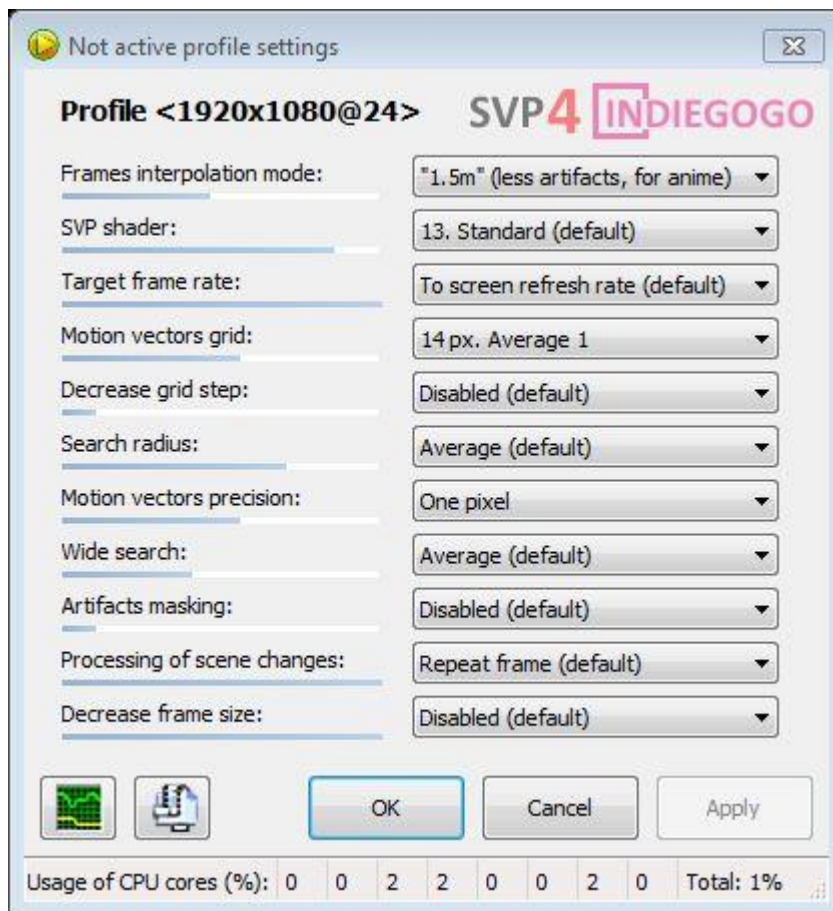 Not active profile settings
Profile <1920x1080@24> SVP4 INDIEGOGO
Frames interpolation mode: "1.5m" (less artifacts, for anime)
SVP shader: 13. Standard (default)
Target frame rate: To screen refresh rate (default)
Motion vectors grid: 14 px. Average 1
Decrease grid step: Disabled (default)
Search radius: Average (default)
Motion vectors precision: One pixel
Wide search: Average (default)
Artifacts masking: Disabled (default)
Processing of scene changes: Repeat frame (default)
Decrease frame size: Disabled (default)
OK Cancel Apply
Usage of CPU cores (%): 0 0 2 2 0 0 2 0 Total: 1%